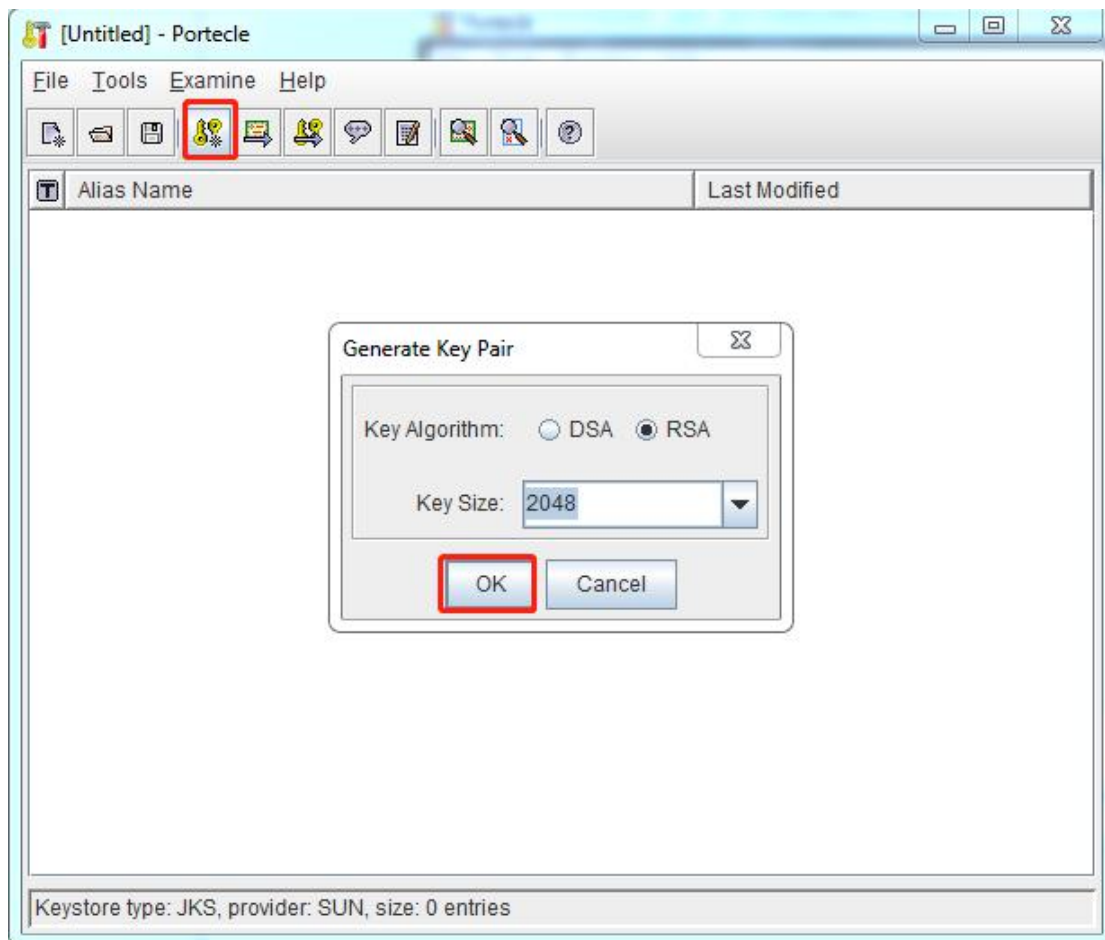 [Untitled] - Portecle
File Tools Examine Help
T Alias Name Last Modified
Generate Key Pair
Key Algorithm: DSA RSA
Key Size: 2048
OK Cancel
Keystore type: JKS, provider: SUN, size: 0 entries